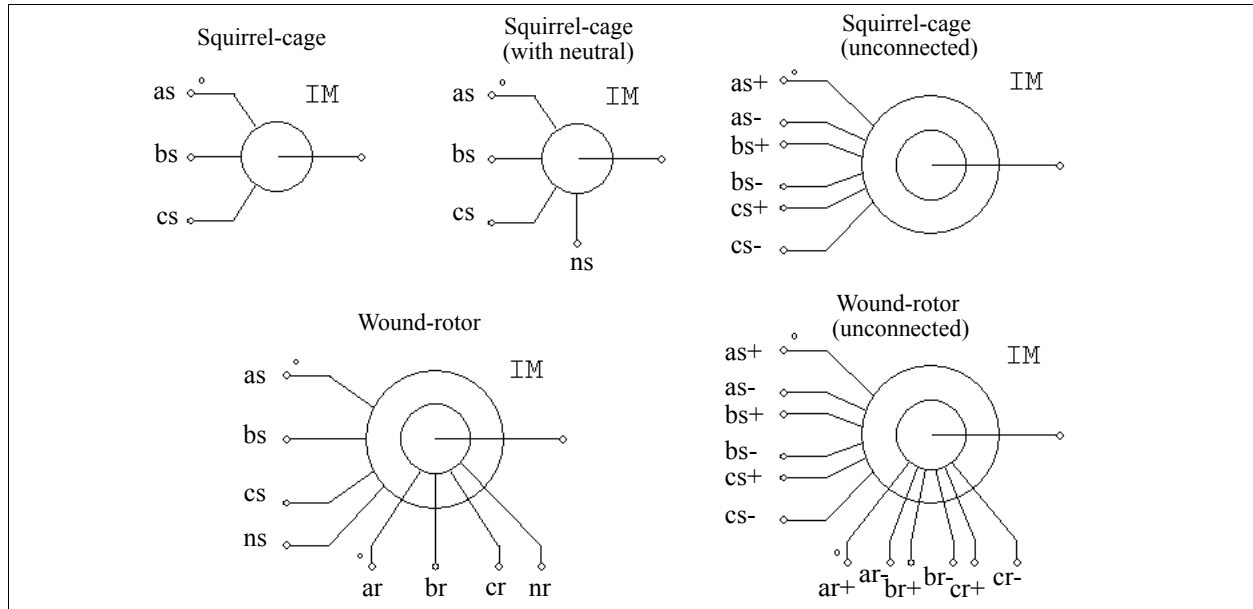 Squirrel-cage
IM
as
bs
cs
Squirrel-cage
(with neutral)
IM
as
bs
cs
ns
Squirrel-cage
(unconnected)
IM
as+
as-
bs+
bs-
cs+
cs-
Wound-rotor
IM
as
bs
cs
ns
ar br cr nr
Wound-rotor
(unconnected)
IM
as+
as-
bs+
bs-
cs+
cs-
ar+ ar- br+ br- cr+ cr-